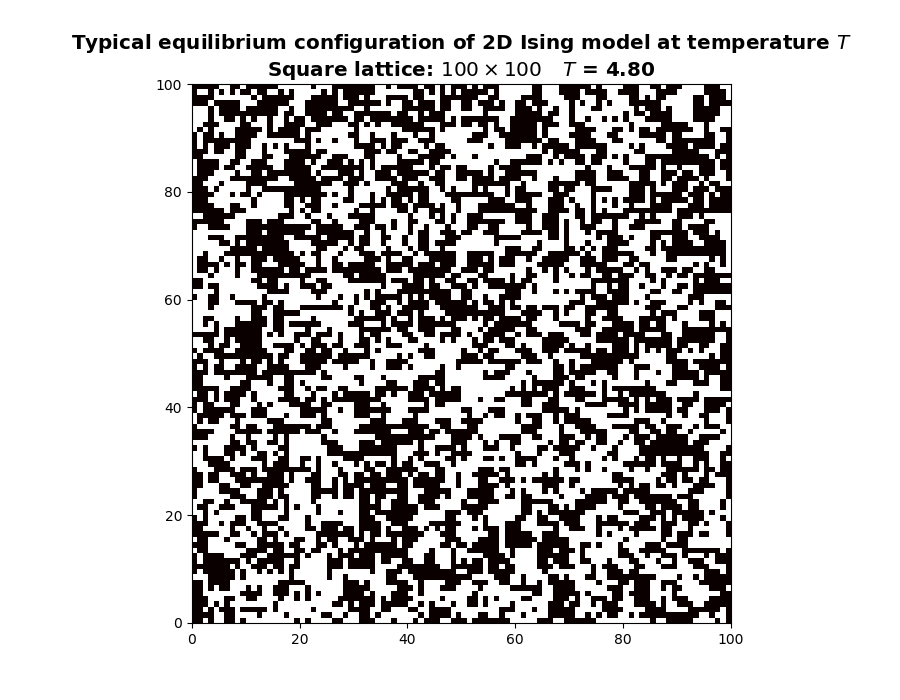 Typical equilibrium configuration of 2D Ising model at temperature T
Square lattice: 100 × 100 T = 4.80
100
80
60
40
20
0
0 20 40 60 80 100